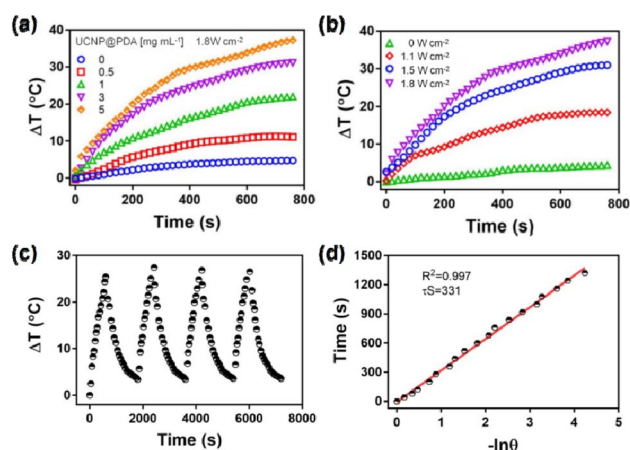 (a)
UCNP@PDA [mg mL⁻¹] 1.8W cm⁻²
0
0.5
1
3
5
ΔT (°C)
40
30
20
10
0
0 200 400 600 800
Time (s)
(b)
0 W cm⁻²
1.1 W cm⁻²
1.5 W cm⁻²
1.8 W cm⁻²
ΔT (°C)
40
30
20
10
0
0 200 400 600 800
Time (s)
(c)
ΔT (°C)
30
20
10
0
0 2000 4000 6000 8000
Time (s)
(d)
R²=0.997
τS=331
Time (s)
1500
1200
900
600
300
0
0 1 2 3 4 5
-lnθ